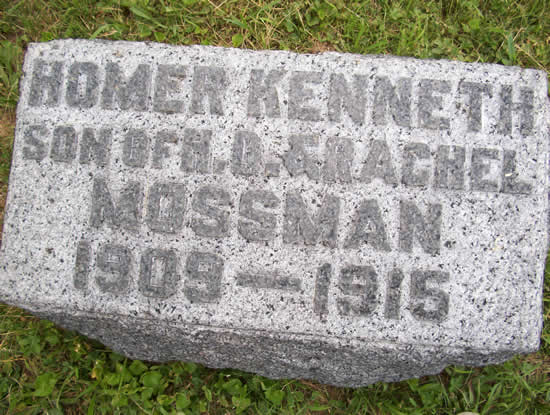 HOMER KENNETH
SON OF H. D. & RACHEL
MOSSMAN
1909 — 1915